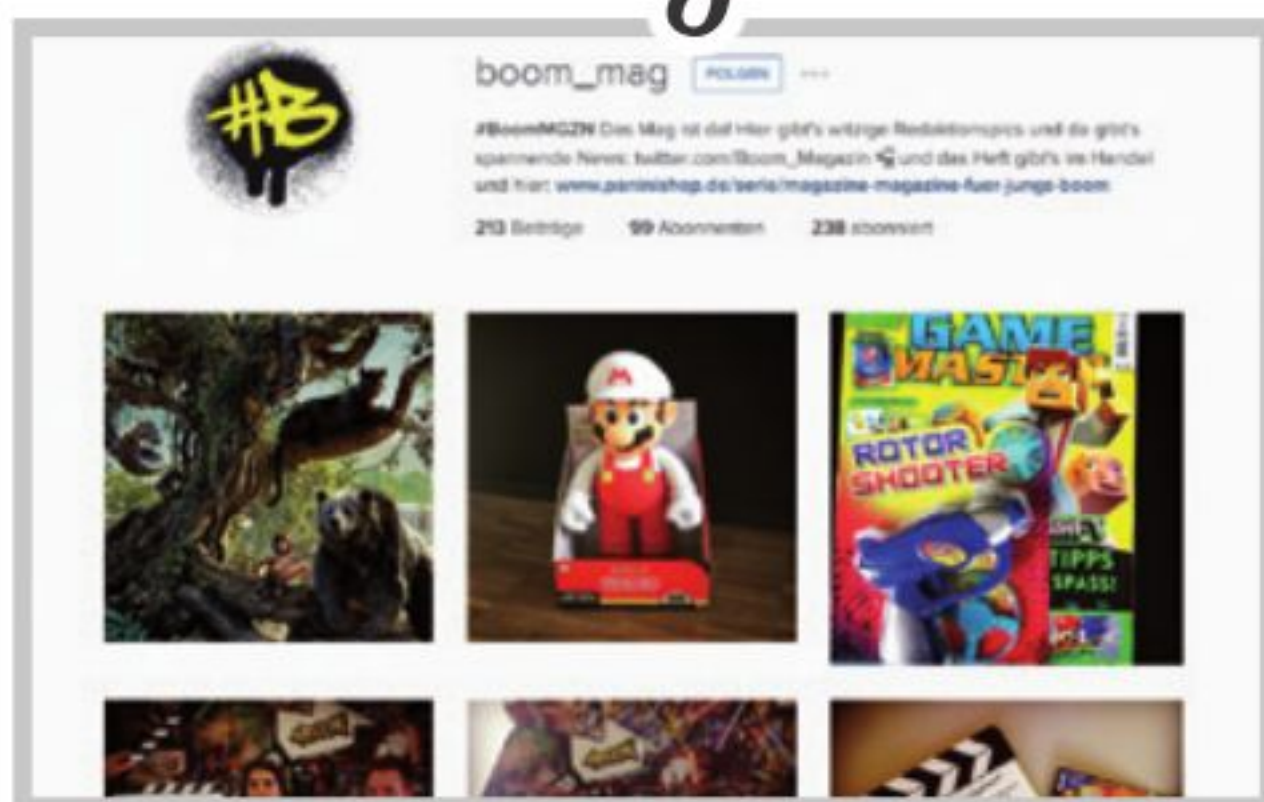 g
#B
boom_mag FOLGEN
#BoomMGZN Das Mag ist da! Hier gibt's witzige Redaktionspics und da gibt's
spannende News: twitter.com/Boom_Magazin und das Heft gibt's im Handel
und hier: www.paninishop.de/serie/magazine-magazine-fuer-jungs-boom
213 Beiträge 99 Abonnenten 238 abonniert
M
GAME
MASTER
ROTOR
SHOOTER
TIPPS
SPASS!